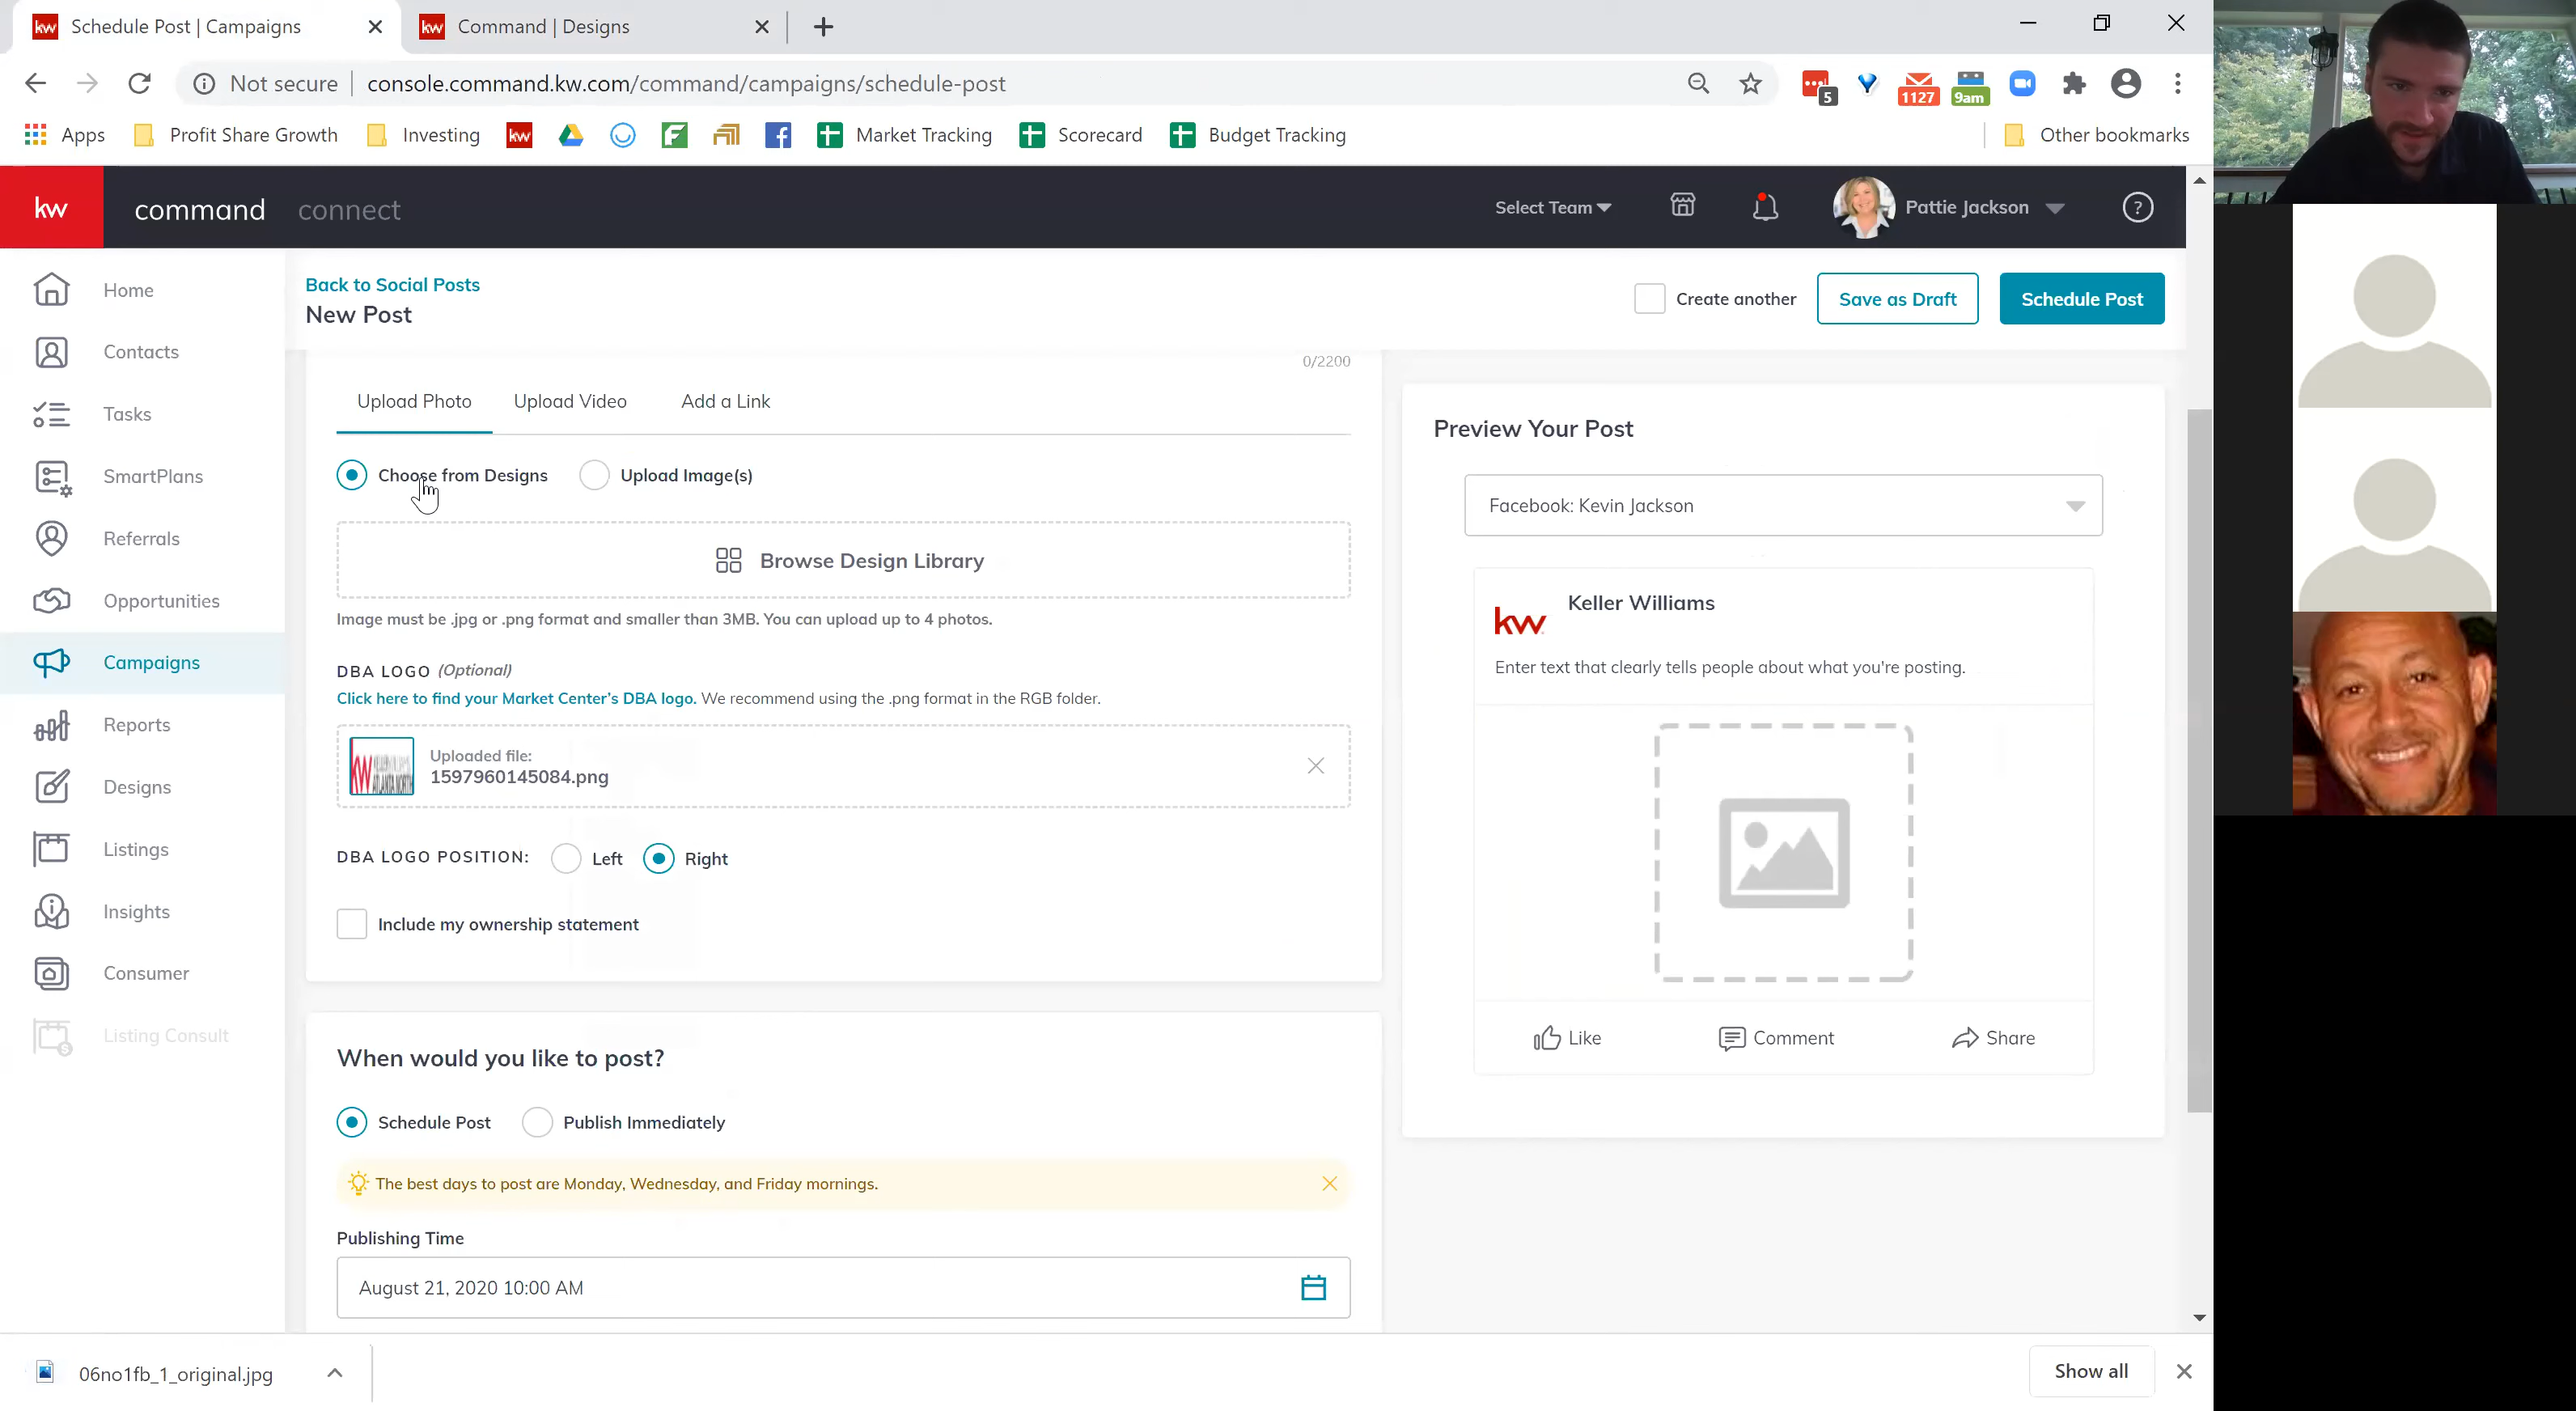 kw Schedule Post | Campaigns
kw Command | Designs
Not secure console.command.kw.com/command/campaigns/schedule-post
5
1127
9am
Apps Profit Share Growth Investing kw Market Tracking Scorecard Budget Tracking Other bookmarks
kw command connect Select Team Pattie Jackson ?
Home
Contacts
Tasks
SmartPlans
Referrals
Opportunities
Campaigns
Reports
Designs
Listings
Insights
Consumer
Listing Consult
Back to Social Posts
New Post
Create another Save as Draft Schedule Post
0/2200
Upload Photo Upload Video Add a Link
Choose from Designs Upload Image(s)
Browse Design Library
Image must be .jpg or .png format and smaller than 3MB. You can upload up to 4 photos.
DBA LOGO (Optional)
Click here to find your Market Center's DBA logo. We recommend using the .png format in the RGB folder.
kw ATLANTA NORTH
Uploaded file:
1597960145084.png
DBA LOGO POSITION: Left Right
Include my ownership statement
When would you like to post?
Schedule Post Publish Immediately
The best days to post are Monday, Wednesday, and Friday mornings.
Publishing Time
August 21, 2020 10:00 AM
Preview Your Post
Facebook: Kevin Jackson
kw Keller Williams
Enter text that clearly tells people about what you're posting.
Like Comment Share
06no1fb_1_original.jpg
Show all